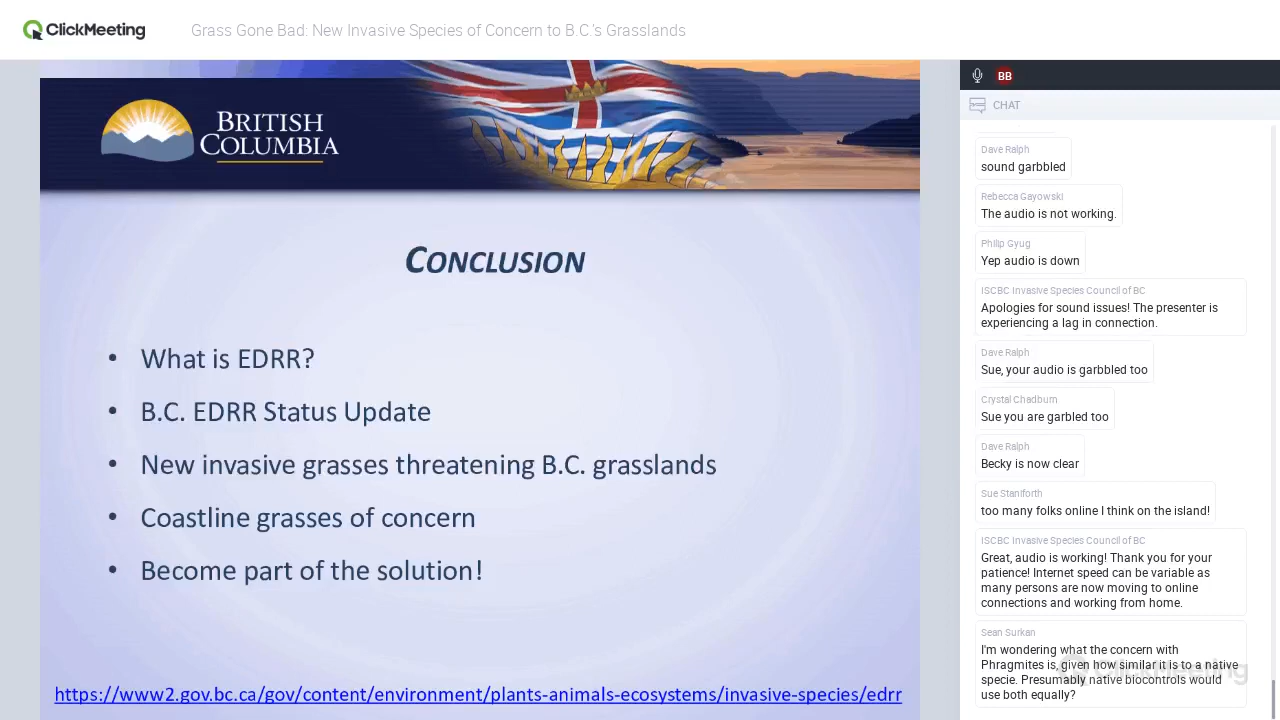 ClickMeeting
Grass Gone Bad: New Invasive Species of Concern to B.C.'s Grasslands
BRITISH
COLUMBIA
CONCLUSION
• What is EDRR?
• B.C. EDRR Status Update
• New invasive grasses threatening B.C. grasslands
• Coastline grasses of concern
• Become part of the solution!
https://www2.gov.bc.ca/gov/content/environment/plants-animals-ecosystems/invasive-species/edrr
BB
CHAT
Dave Ralph
sound garbbled
Rebecca Gayowski
The audio is not working.
Philip Gyug
Yep audio is down
ISCBC Invasive Species Council of BC
Apologies for sound issues! The presenter is
experiencing a lag in connection.
Dave Ralph
Sue, your audio is garbbled too
Crystal Chadburn
Sue you are garbled too
Dave Ralph
Becky is now clear
Sue Staniforth
too many folks online I think on the island!
ISCBC Invasive Species Council of BC
Great, audio is working! Thank you for your
patience! Internet speed can be variable as
many persons are now moving to online
connections and working from home.
Sean Surkan
I'm wondering what the concern with
Phragmites is, given how similar it is to a native
specie. Presumably native biocontrols would
use both equally?
ClickMeeting